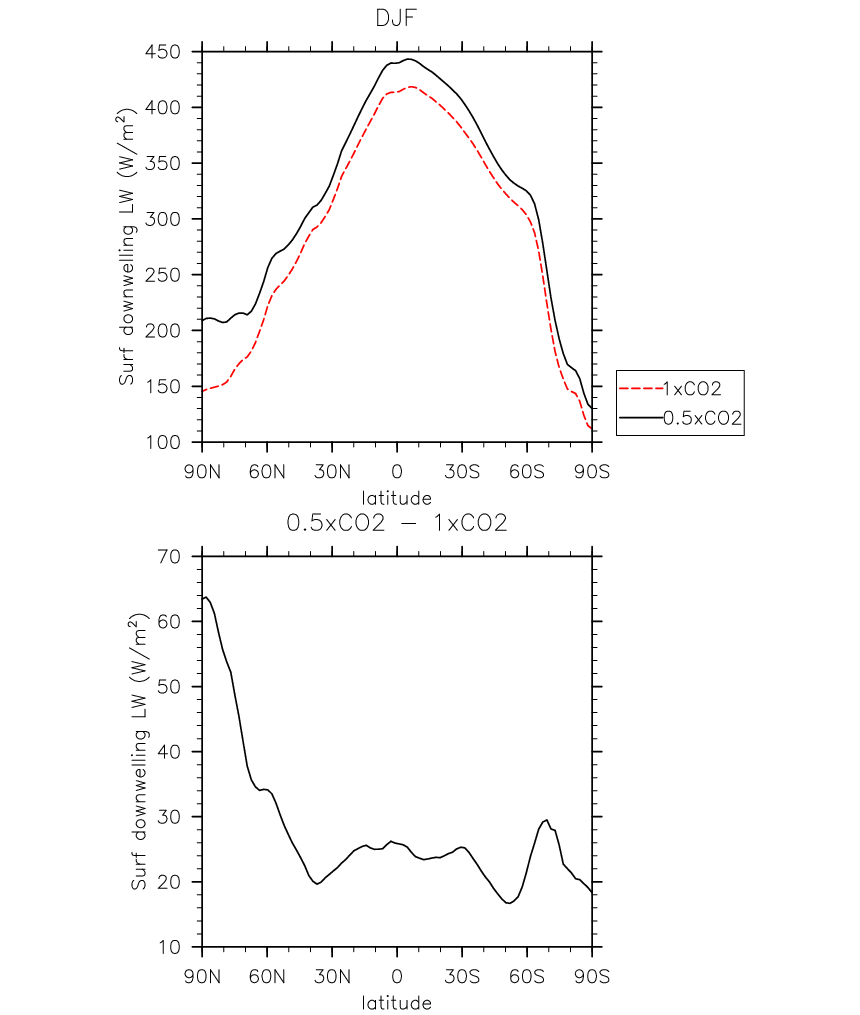 DJF
Surf downwelling LW (W/m²)
450
400
350
300
250
200
150
100
90N 60N 30N 0 30S 60S 90S
latitude
1xCO2
0.5xCO2
0.5xCO2 − 1xCO2
Surf downwelling LW (W/m²)
70
60
50
40
30
20
10
90N 60N 30N 0 30S 60S 90S
latitude